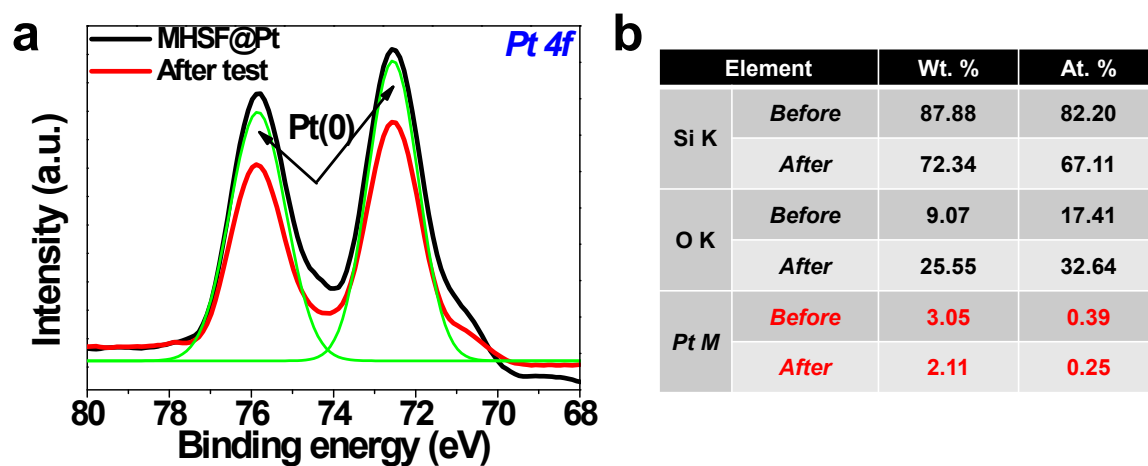 a
MHSF@Pt
After test
Pt 4f
Pt(0)
Intensity (a.u.)
80 78 76 74 72 70 68
Binding energy (eV)
b
Element Wt. % At. %
Si K
Before 87.88 82.20
After 72.34 67.11
O K
Before 9.07 17.41
After 25.55 32.64
Pt M
Before 3.05 0.39
After 2.11 0.25